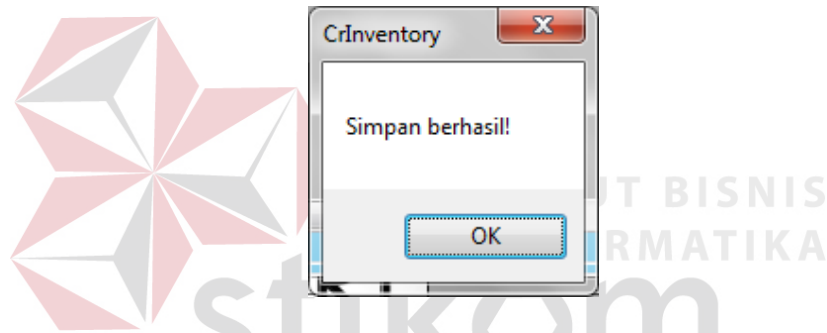 CrInventory
Simpan berhasil!
OK
UT BISNIS
RMATIKA
stikom